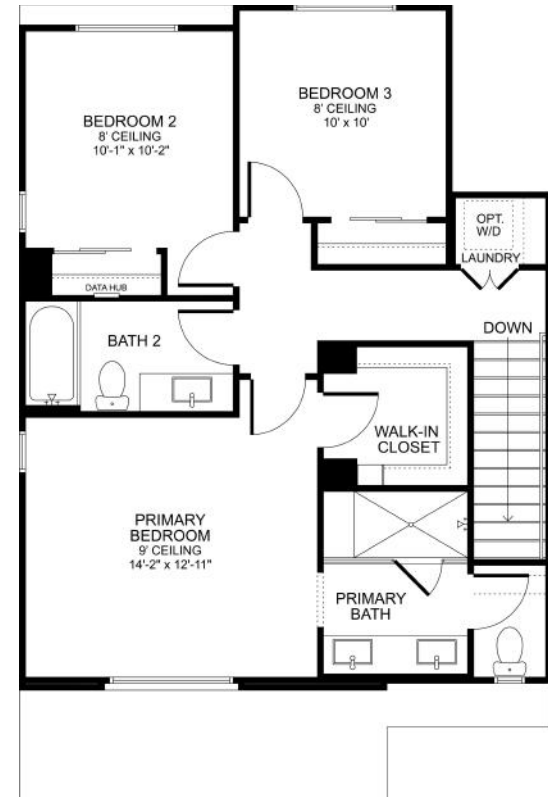 BEDROOM 2
8' CEILING
10'-1" x 10'-2"
BEDROOM 3
8' CEILING
10' x 10'
OPT.
W/D
LAUNDRY
DATA HUB
BATH 2
DOWN
WALK-IN
CLOSET
PRIMARY
BEDROOM
9' CEILING
14'-2" x 12'-11"
PRIMARY
BATH